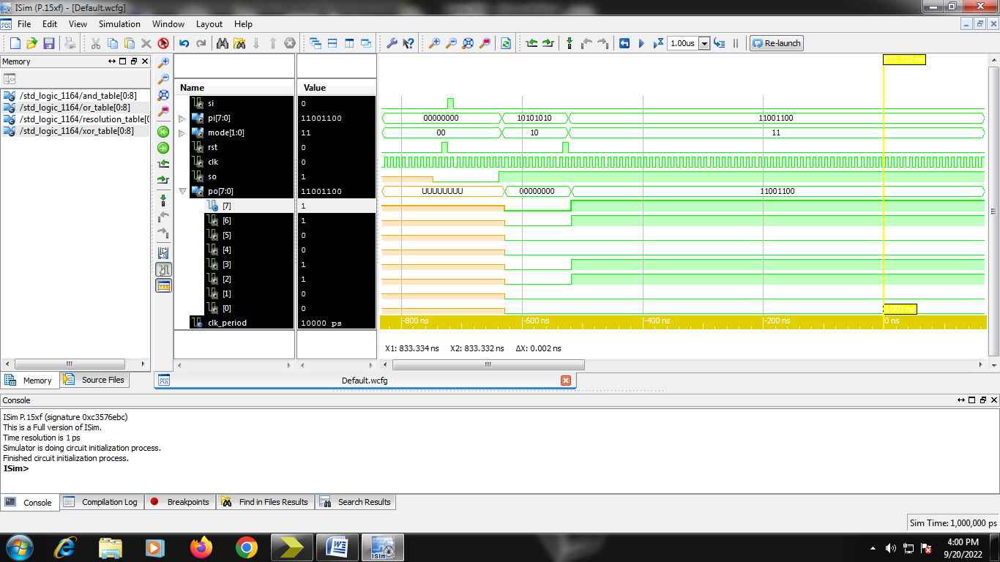 ISim (P.15xf) - [Default.wcfg]
File Edit View Simulation Window Layout Help
1.00us Re-launch
Memory
/std_logic_1164/and_table[0:8]
/std_logic_1164/or_table[0:8]
/std_logic_1164/resolution_table[0
/std_logic_1164/xor_table[0:8]
Memory Source Files
Name Value
833.332 ns
si 0
pi[7:0] 11001100 00000000 10101010 11001100
mode[1:0] 11 00 10 11
rst 0
clk 0
so 1
po[7:0] 11001100 UUUUUUUU 00000000 11001100
[7] 1
[6] 1
[5] 0
[4] 0
[3] 1
[2] 1
[1] 0
[0] 0 0.002 ns
clk_period 10000 ps -800 ns -600 ns -400 ns -200 ns 0 ns
X1: 833.334 ns X2: 833.332 ns ΔX: 0.002 ns
Default.wcfg
Console
ISim P.15xf (signature 0xc3576ebc)
This is a Full version of ISim.
Time resolution is 1 ps
Simulator is doing circuit initialization process.
Finished circuit initialization process.
ISim>
Console Compilation Log Breakpoints Find in Files Results Search Results
Sim Time: 1,000,000 ps
ISim
4:00 PM
9/20/2022